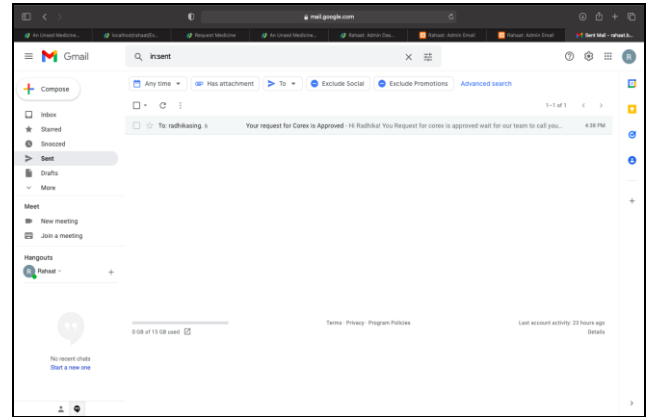 mail.google.com
An Unsed Medicine...
localhost/rahaat/Ex...
Request Medicine
An Unsed Medicine...
Rahaat: Admin Das...
Rahaat: Admin Email
Rahaat: Admin Email
Sent Mail - rahaat.b...
Gmail
in:sent
R
Compose
Any time
Has attachment
To
Exclude Social
Exclude Promotions
Advanced search
1–1 of 1
Inbox
Starred
Snoozed
Sent
Drafts
More
To: radhikasing. 6
Your request for Corex is Approved - Hi Radhika! You Request for corex is approved wait for our team to call you...
4:38 PM
Meet
New meeting
Join a meeting
Hangouts
R
Rahaat
No recent chats
Start a new one
0 GB of 15 GB used
Terms · Privacy · Program Policies
Last account activity: 23 hours ago
Details